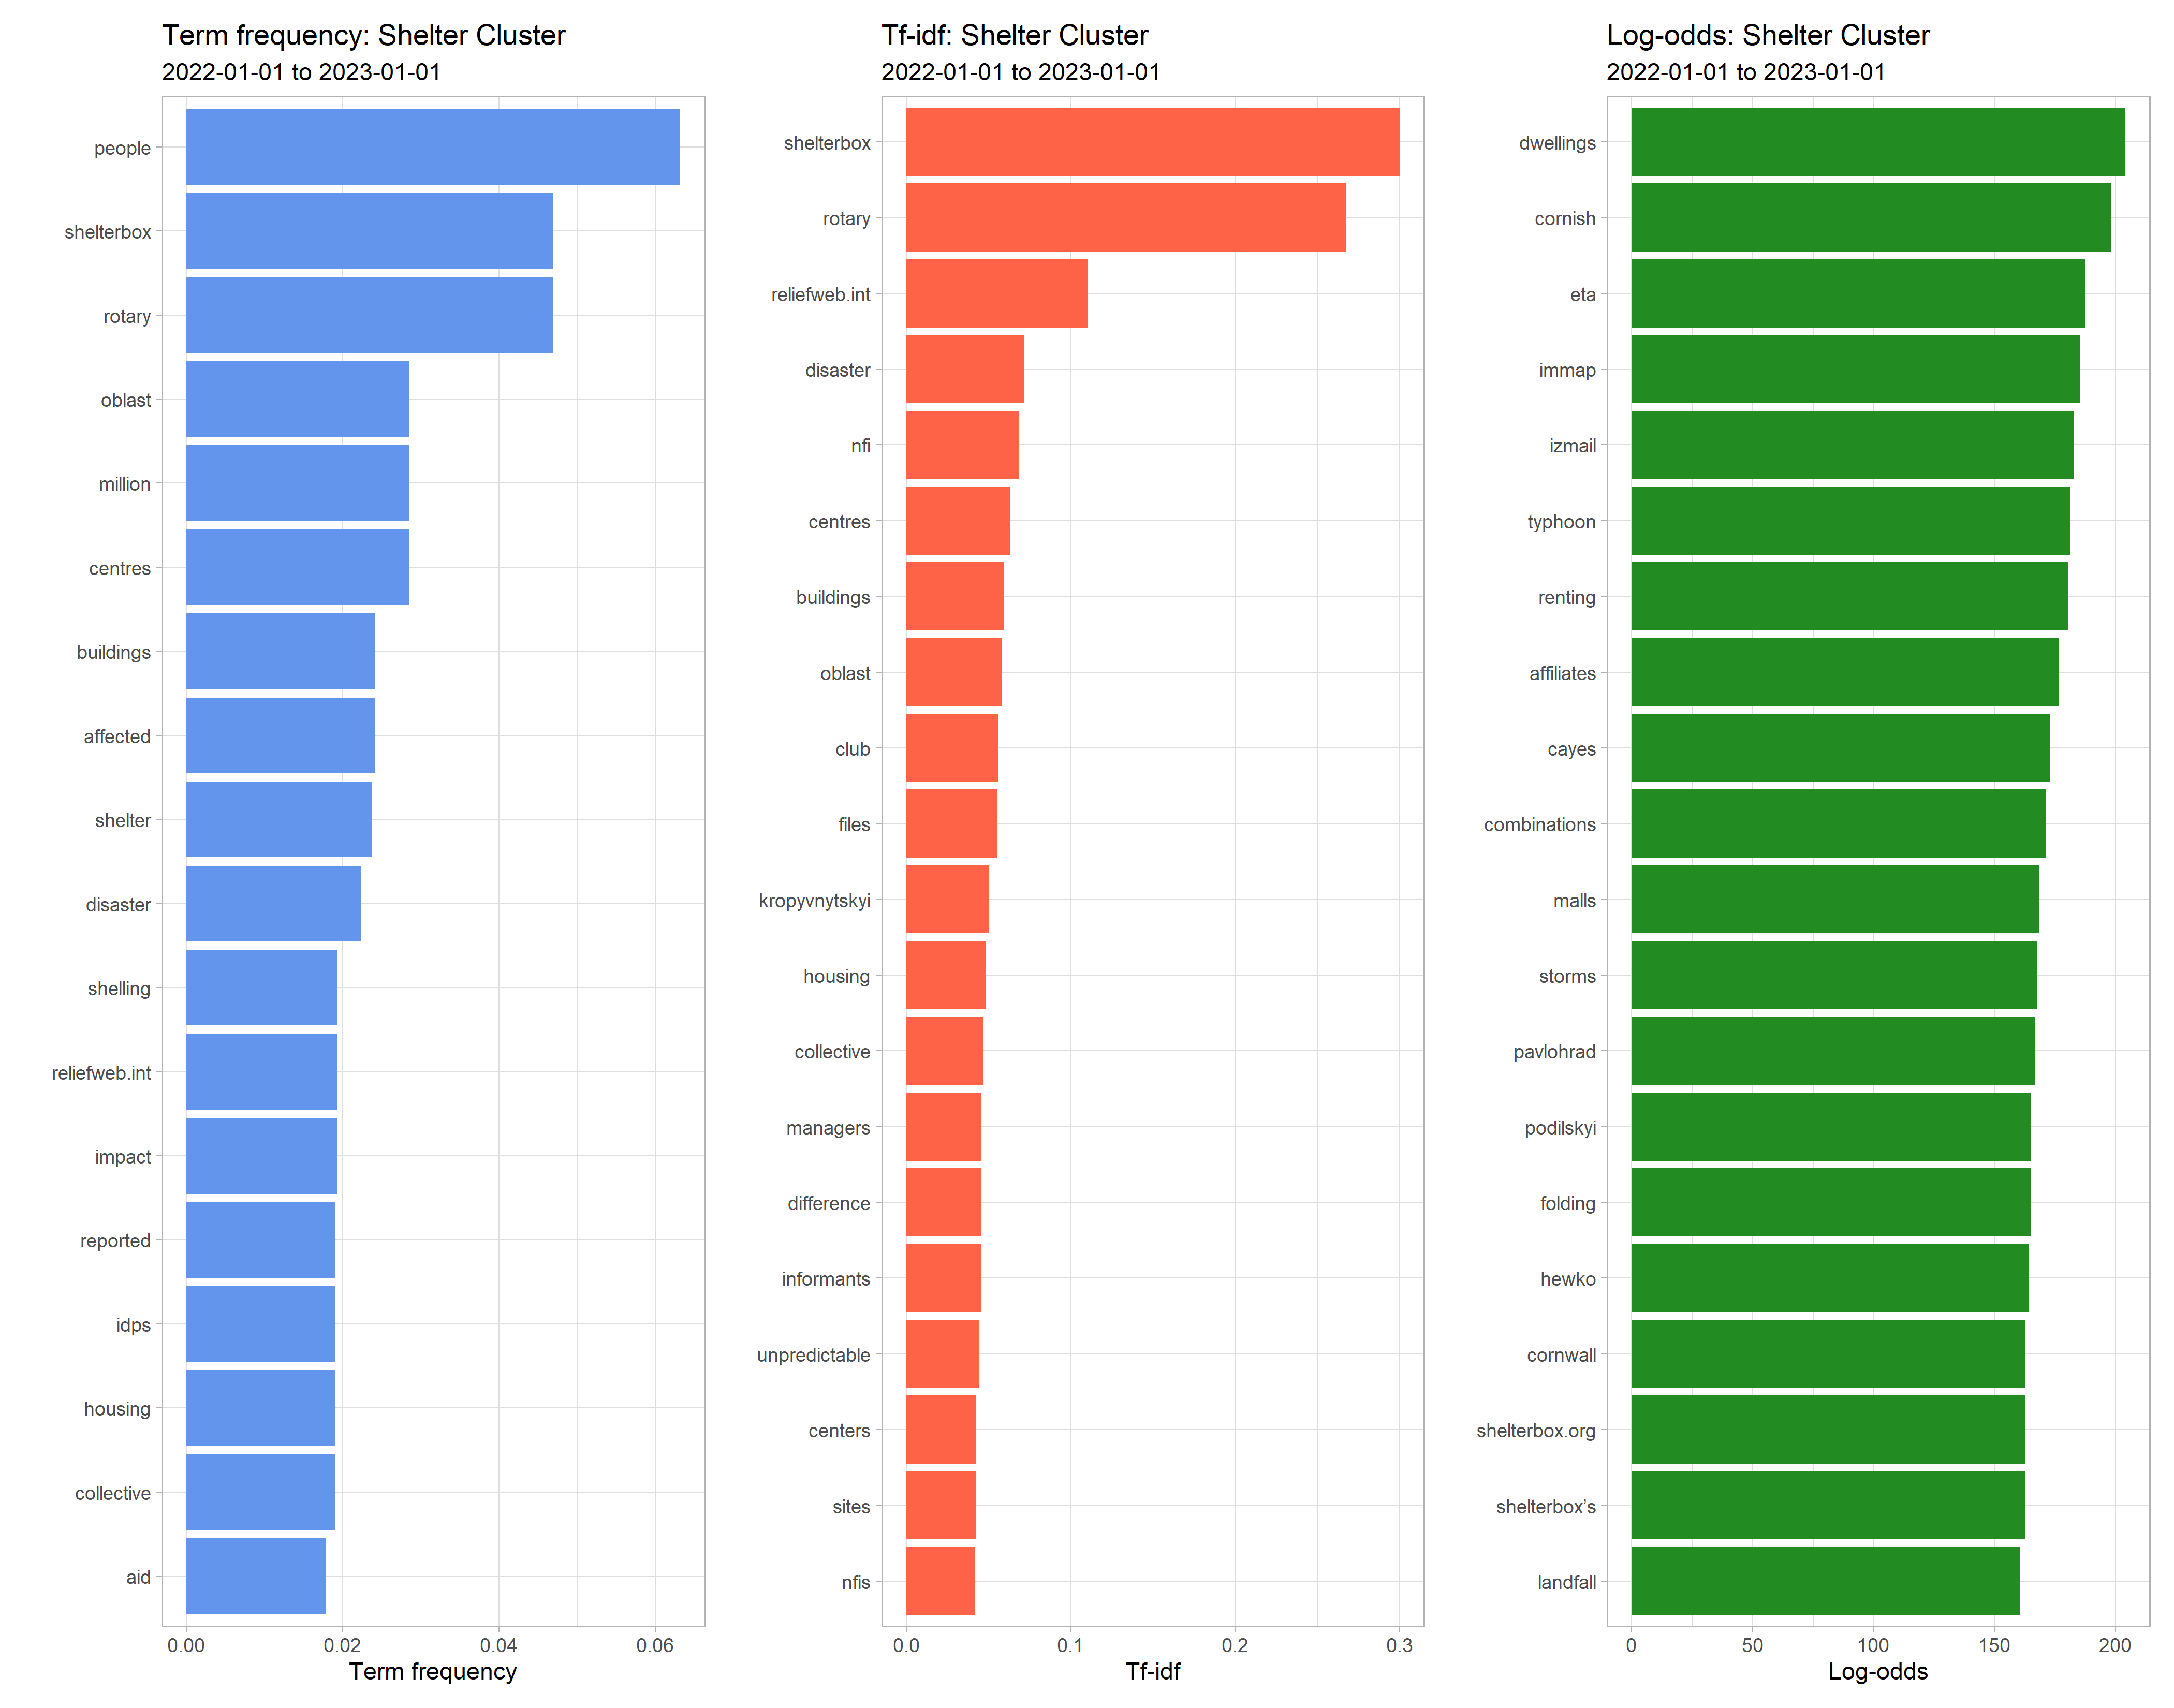 Term frequency: Shelter Cluster
2022-01-01 to 2023-01-01
people
shelterbox
rotary
oblast
million
centres
buildings
affected
shelter
disaster
shelling
reliefweb.int
impact
reported
idps
housing
collective
aid
0.00 0.02 0.04 0.06
Term frequency
Tf-idf: Shelter Cluster
2022-01-01 to 2023-01-01
shelterbox
rotary
reliefweb.int
disaster
nfi
centres
buildings
oblast
club
files
kropyvnytskyi
housing
collective
managers
difference
informants
unpredictable
centers
sites
nfis
0.0 0.1 0.2 0.3
Tf-idf
Log-odds: Shelter Cluster
2022-01-01 to 2023-01-01
dwellings
cornish
eta
immap
izmail
typhoon
renting
affiliates
cayes
combinations
malls
storms
pavlohrad
podilskyi
folding
hewko
cornwall
shelterbox.org
shelterbox’s
landfall
0 50 100 150 200
Log-odds